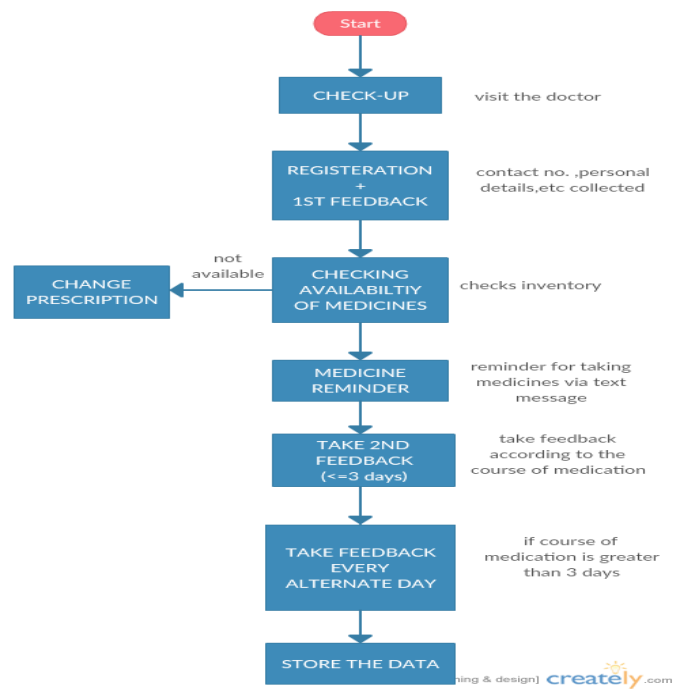 Start
CHECK-UP
visit the doctor
REGISTERATION
+
1ST FEEDBACK
contact no. ,personal
details,etc collected
not
available
CHANGE
PRESCRIPTION
CHECKING
AVAILABILTIY
OF MEDICINES
checks inventory
MEDICINE
REMINDER
reminder for taking
medicines via text
message
TAKE 2ND
FEEDBACK
(<=3 days)
take feedback
according to the
course of medication
TAKE FEEDBACK
EVERY
ALTERNATE DAY
if course of
medication is greater
than 3 days
STORE THE DATA
& design] creately.com